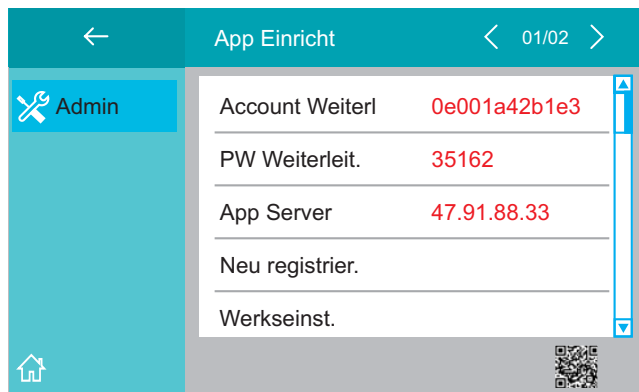 App Einricht
01/02
Admin
Account Weiterl 0e001a42b1e3
PW Weiterleit. 35162
App Server 47.91.88.33
Neu registrier.
Werkseinst.